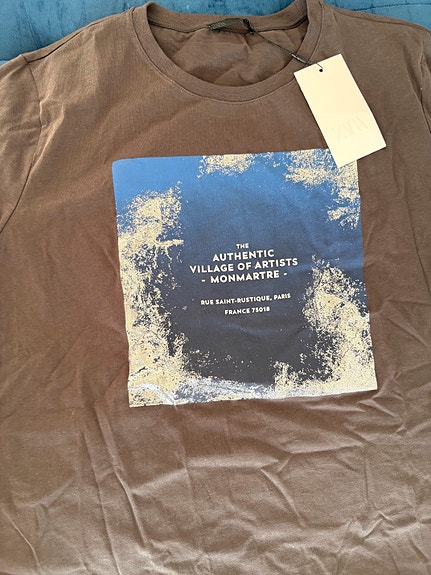 THE
AUTHENTIC
VILLAGE OF ARTISTS
- MONMARTRE -
RUE SAINT-RUSTIQUE, PARIS
FRANCE 75018